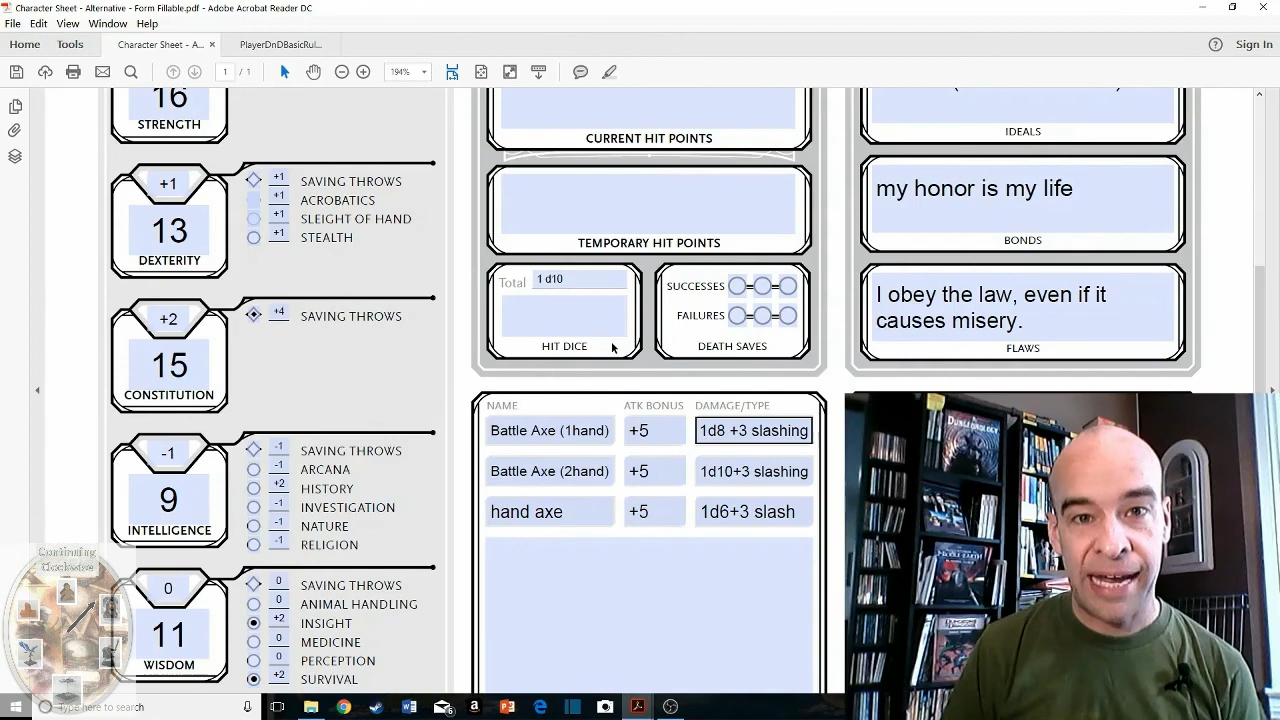 Character Sheet - Alternative - Form Fillable.pdf - Adobe Acrobat Reader DC
File Edit View Window Help
Home Tools Character Sheet - A... × PlayerDnDBasicRul... Sign In
1 / 1 194%
16
STRENGTH
+1
13
DEXTERITY
+1 SAVING THROWS
+1 ACROBATICS
+1 SLEIGHT OF HAND
+1 STEALTH
+2
15
CONSTITUTION
+4 SAVING THROWS
-1
9
INTELLIGENCE
-1 SAVING THROWS
-1 ARCANA
+2 HISTORY
-1 INVESTIGATION
-1 NATURE
-1 RELIGION
0
11
WISDOM
0 SAVING THROWS
0 ANIMAL HANDLING
+2 INSIGHT
0 MEDICINE
0 PERCEPTION
+2 SURVIVAL
CURRENT HIT POINTS
TEMPORARY HIT POINTS
Total 1 d10
HIT DICE
SUCCESSES
FAILURES
DEATH SAVES
NAME ATK BONUS DAMAGE/TYPE
Battle Axe (1hand) +5 1d8 +3 slashing
Battle Axe (2hand) +5 1d10+3 slashing
hand axe +5 1d6+3 slash
IDEALS
my honor is my life
BONDS
I obey the law, even if it
causes misery.
FLAWS
Continuing
Clockwise
Type here to search
DUNGEONOLOGY
MIDDLE-EARTH